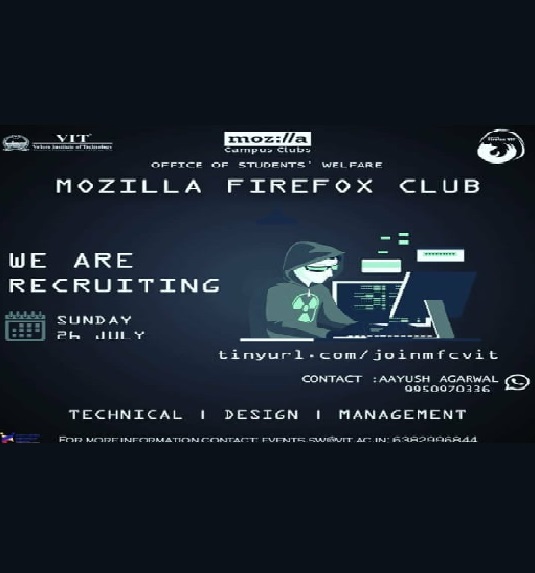 VIT
Vellore Institute of Technology
moz://a
Campus Clubs
OFFICE OF STUDENTS' WELFARE
MOZILLA FIREFOX CLUB
WE ARE
RECRUITING
SUNDAY
26 JULY
tinyurl.com/joinmfcvit
CONTACT :AAYUSH AGARWAL
9950970336
TECHNICAL | DESIGN | MANAGEMENT
FOR MORE INFORMATION CONTACT: EVENTS.SW@VIT.AC.IN; 6382996844